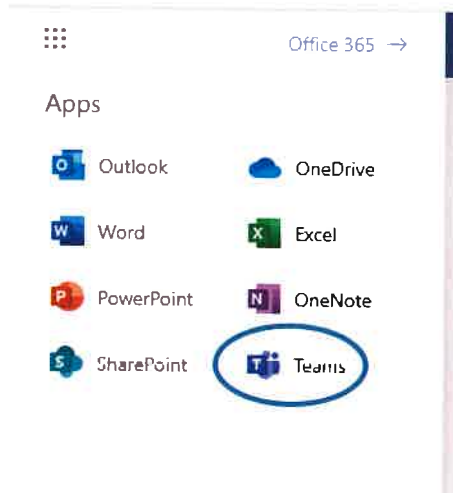 Office 365 →
Apps
Outlook OneDrive
Word Excel
PowerPoint OneNote
SharePoint Teams